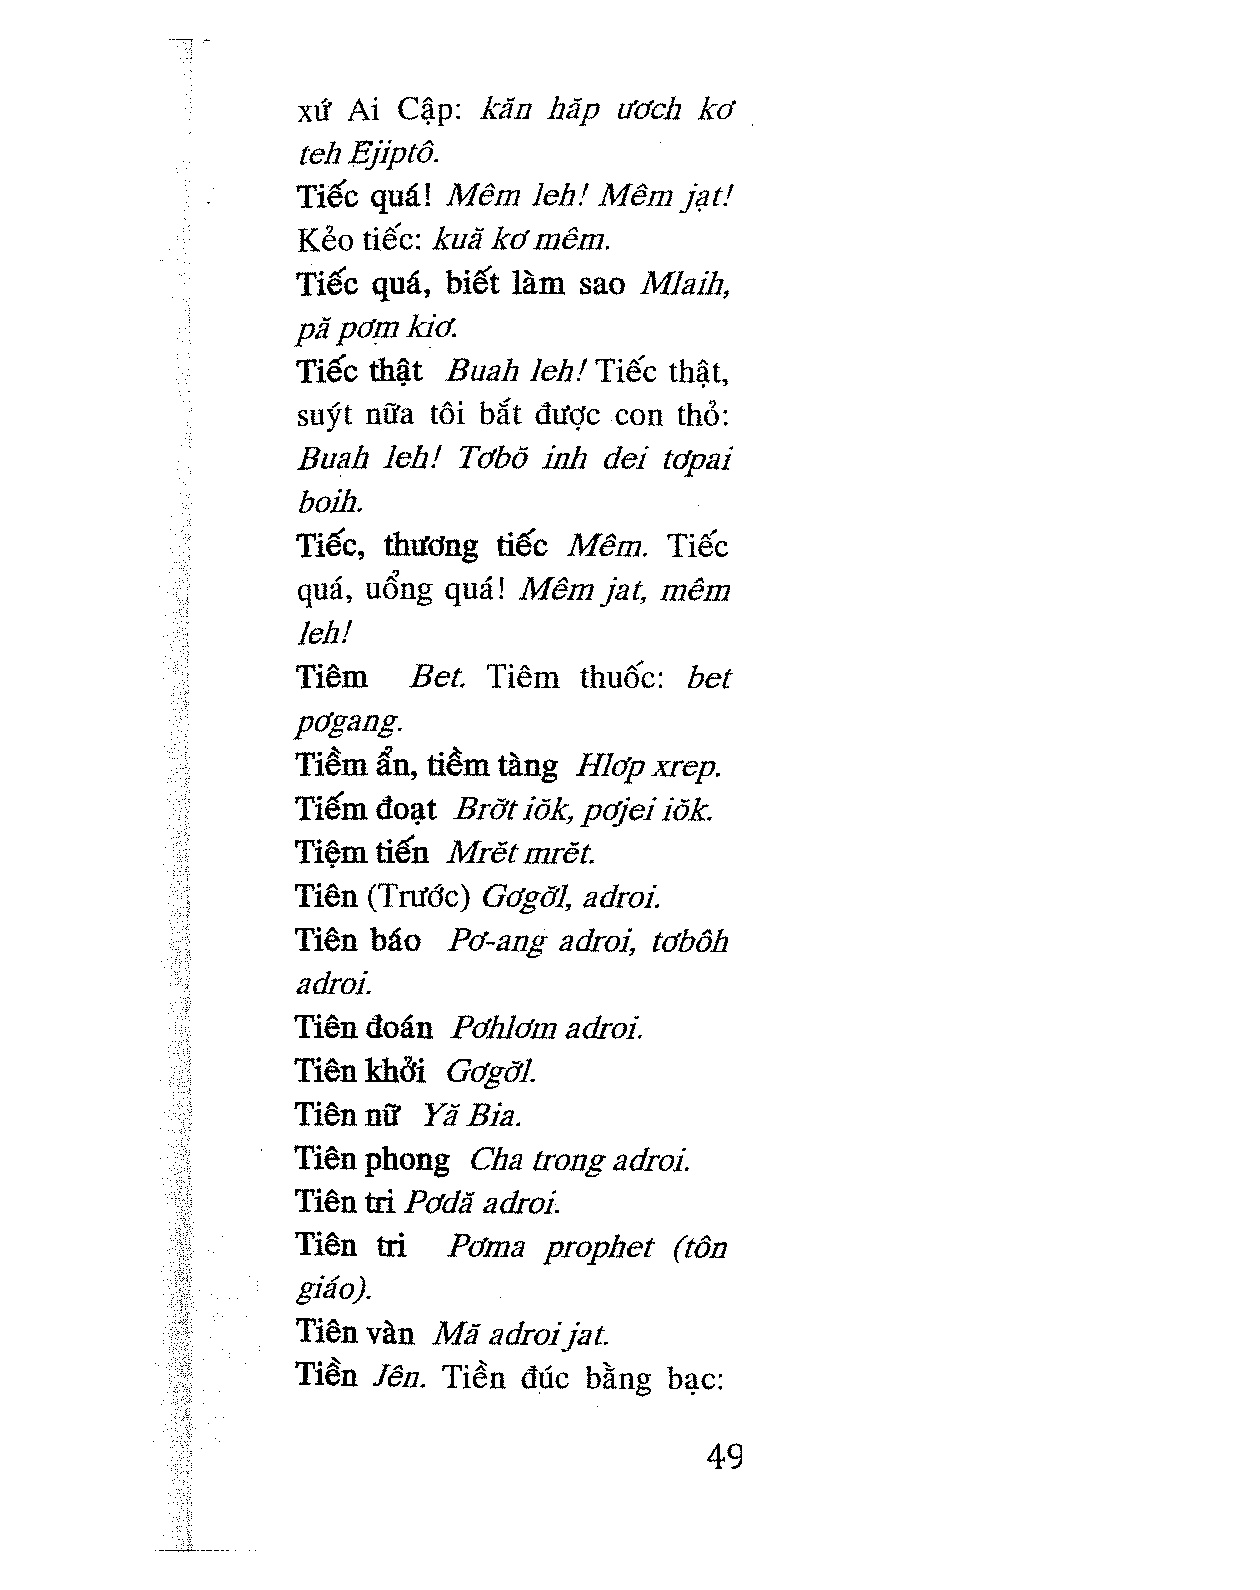 xứ Ai Cập: kăn hăp ươch kơ
teh Ējiptô.
Tiếc quá! Mêm leh! Mêm jạt!
Kẻo tiếc: kuă kơ mêm.
Tiếc quá, biết làm sao Mlaih,
pă pơm kiơ.
Tiếc thật Buah leh! Tiếc thật,
suýt nữa tôi bắt được con thỏ:
Buah leh! Tơbŏ inh dei tơpai
boih.
Tiếc, thương tiếc Mêm. Tiếc
quá, uổng quá! Mêm jat, mêm
leh!
Tiêm Bet. Tiêm thuốc: bet
pơgang.
Tiềm ẩn, tiềm tàng Hlơp xrep.
Tiếm đoạt Brơ̆t iŏk, pơjei iŏk.
Tiệm tiến Mrĕt mrĕt.
Tiên (Trước) Gơgơ̆l, adroi.
Tiên báo Pơ-ang adroi, tơbôh
adroi.
Tiên đoán Pơhlơm adroi.
Tiên khởi Gơgơ̆l.
Tiên nữ Yă Bia.
Tiên phong Cha trong adroi.
Tiên tri Pơdă adroi.
Tiên tri Pơma prophet (tôn
giáo).
Tiên vàn Mă adroi jat.
Tiền Jên. Tiền đúc bằng bạc:
49